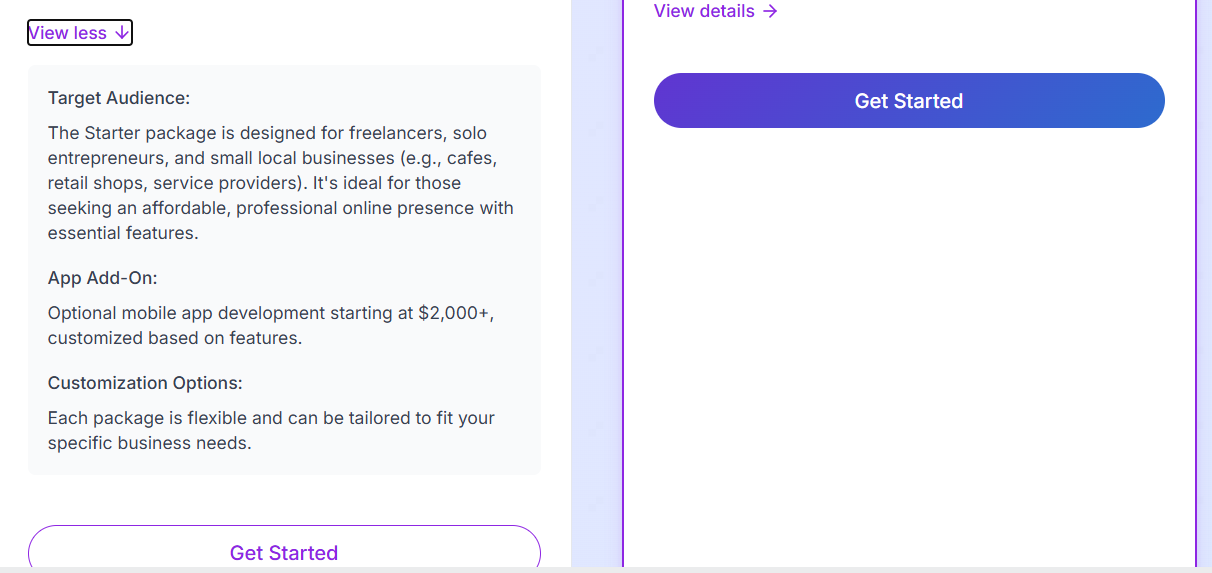 View less ↓
Target Audience:
The Starter package is designed for freelancers, solo
entrepreneurs, and small local businesses (e.g., cafes,
retail shops, service providers). It's ideal for those
seeking an affordable, professional online presence with
essential features.
App Add-On:
Optional mobile app development starting at $2,000+,
customized based on features.
Customization Options:
Each package is flexible and can be tailored to fit your
specific business needs.
Get Started
View details →
Get Started